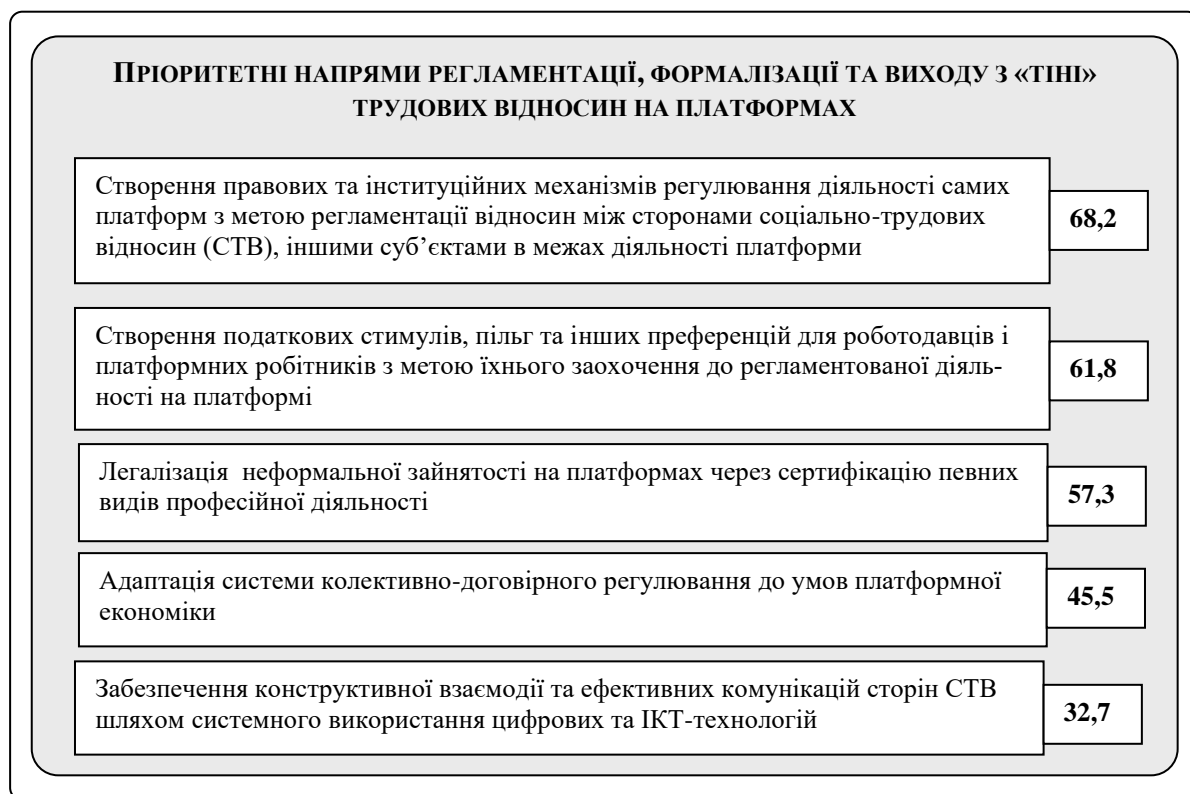 ПРІОРИТЕТНІ НАПРЯМИ РЕГЛАМЕНТАЦІЇ, ФОРМАЛІЗАЦІЇ ТА ВИХОДУ З «ТІНІ»
ТРУДОВИХ ВІДНОСИН НА ПЛАТФОРМАХ
Створення правових та інституційних механізмів регулювання діяльності самих
платформ з метою регламентації відносин між сторонами соціально-трудових
відносин (СТВ), іншими суб’єктами в межах діяльності платформи
68,2
Створення податкових стимулів, пільг та інших преференцій для роботодавців і
платформних робітників з метою їхнього заохочення до регламентованої діяль-
ності на платформі
61,8
Легалізація неформальної зайнятості на платформах через сертифікацію певних
видів професійної діяльності
57,3
Адаптація системи колективно-договірного регулювання до умов платформної
економіки
45,5
Забезпечення конструктивної взаємодії та ефективних комунікацій сторін СТВ
шляхом системного використання цифрових та ІКТ-технологій
32,7